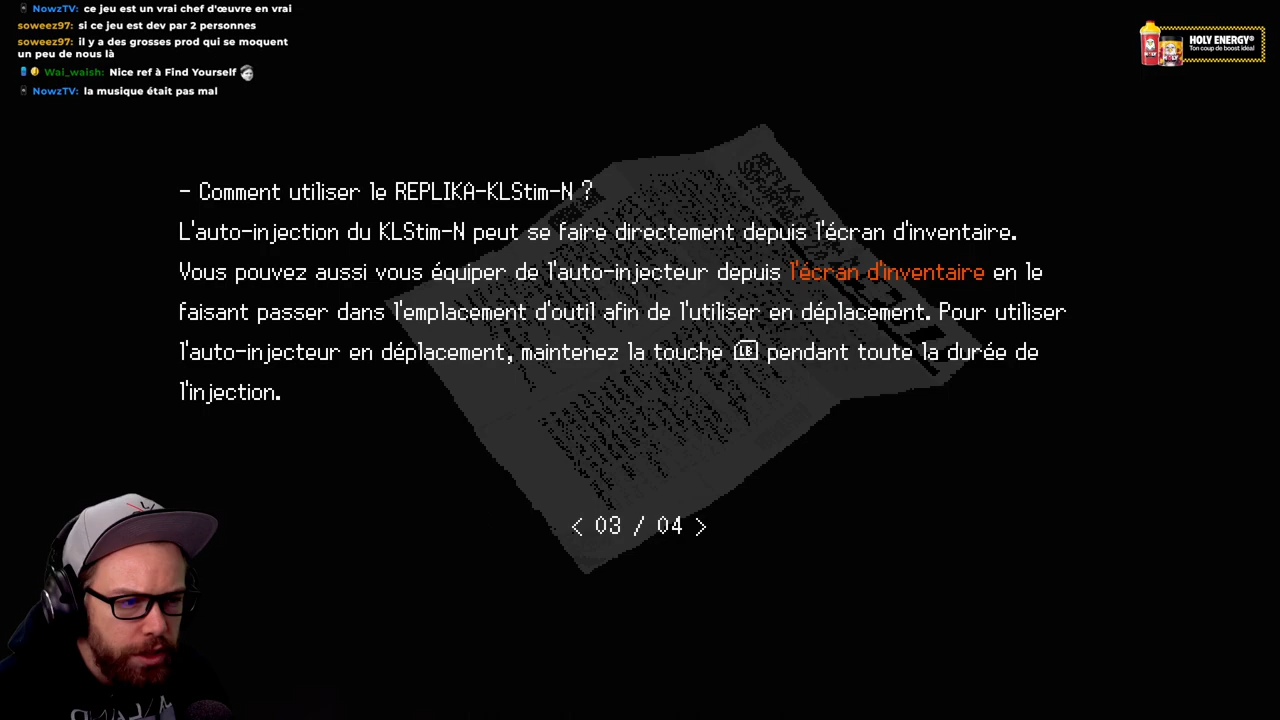 NowzTV: ce jeu est un vrai chef d'œuvre en vrai
soweez97: si ce jeu est dev par 2 personnes
soweez97: il y a des grosses prod qui se moquent
un peu de nous là
Wai_waish: Nice ref à Find Yourself
NowzTV: la musique était pas mal
HOLY ENERGY®
Ton coup de boost idéal
- Comment utiliser le REPLIKA-KLStim-N ?
L'auto-injection du KLStim-N peut se faire directement depuis l'écran d'inventaire.
Vous pouvez aussi vous équiper de l'auto-injecteur depuis l'écran d'inventaire en le
faisant passer dans l'emplacement d'outil afin de l'utiliser en déplacement. Pour utiliser
l'auto-injecteur en déplacement, maintenez la touche LB pendant toute la durée de
l'injection.
< 03 / 04 >